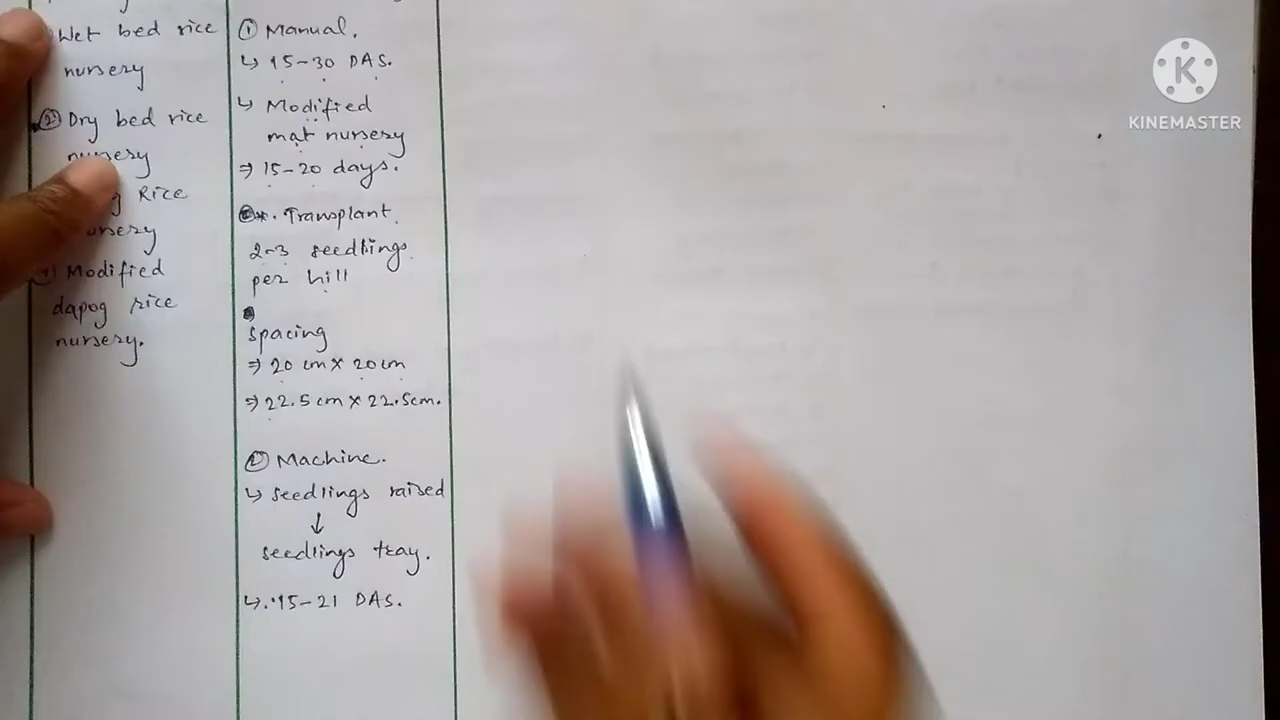 Wet bed rice
nursery
② Dry bed rice
nursery
Rice
nursery
Modified
dapog rice
nursery.
① Manual.
↳ 15-30 DAS.
↳ Modified
mat nursery
⇒ 15-20 days.
*. Transplant.
2-3 seedlings
per hill
spacing
⇒ 20 cm x 20 cm
⇒ 22.5 cm x 22.5cm.
② Machine.
↳ seedlings raised
↓
seedlings tray.
↳ 15-21 DAS.
K
KINEMASTER